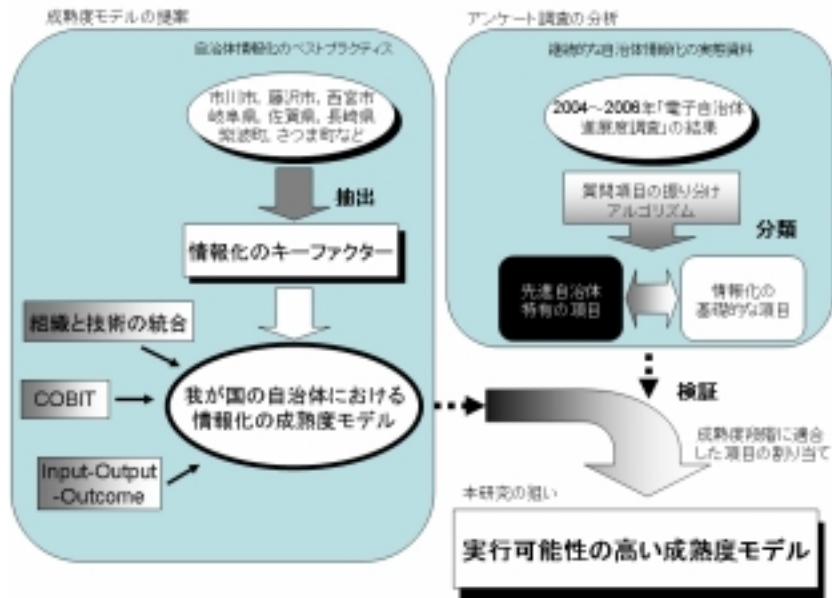 成熟度モデルの提案
自治体情報化のベストプラクティス
市川市, 藤沢市, 西宮市
岐阜県, 佐賀県, 長崎県
紫波町, さつま町など
抽出
情報化のキーファクター
組織と技術の統合
COBIT
Input-Output
-Outcome
我が国の自治体における
情報化の成熟度モデル
アンケート調査の分析
継続的な自治体情報化の実態資料
2004～2006年「電子自治体
進展度調査」の結果
質問項目の振り分け
アルゴリズム
分類
先進自治体
特有の項目
情報化の
基礎的な項目
検証
成熟度段階に適合
した項目の割り当て
本研究の狙い
実行可能性の高い成熟度モデル